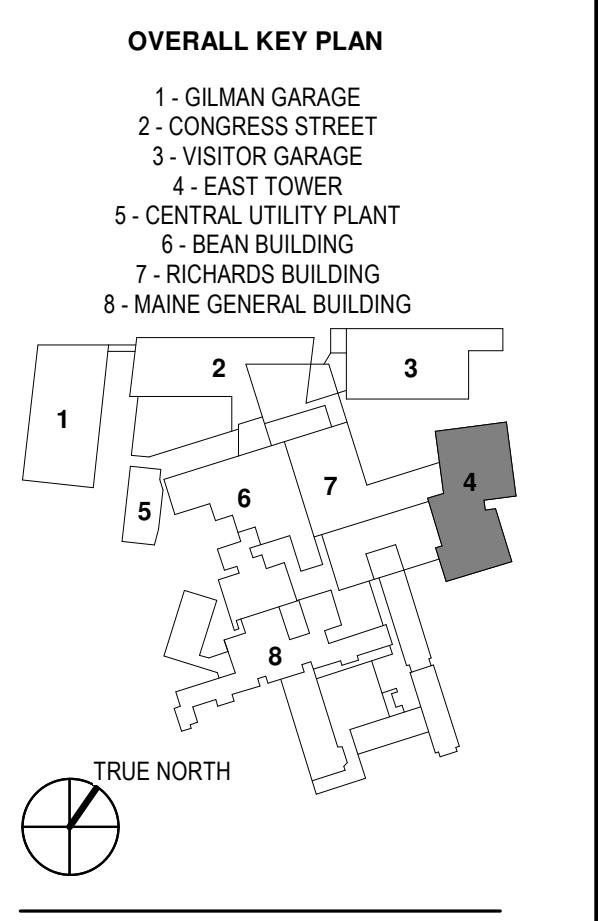 OVERALL KEY PLAN
1 - GILMAN GARAGE
2 - CONGRESS STREET
3 - VISITOR GARAGE
4 - EAST TOWER
5 - CENTRAL UTILITY PLANT
6 - BEAN BUILDING
7 - RICHARDS BUILDING
8 - MAINE GENERAL BUILDING
2
3
1
4
7
6
5
8
TRUE NORTH